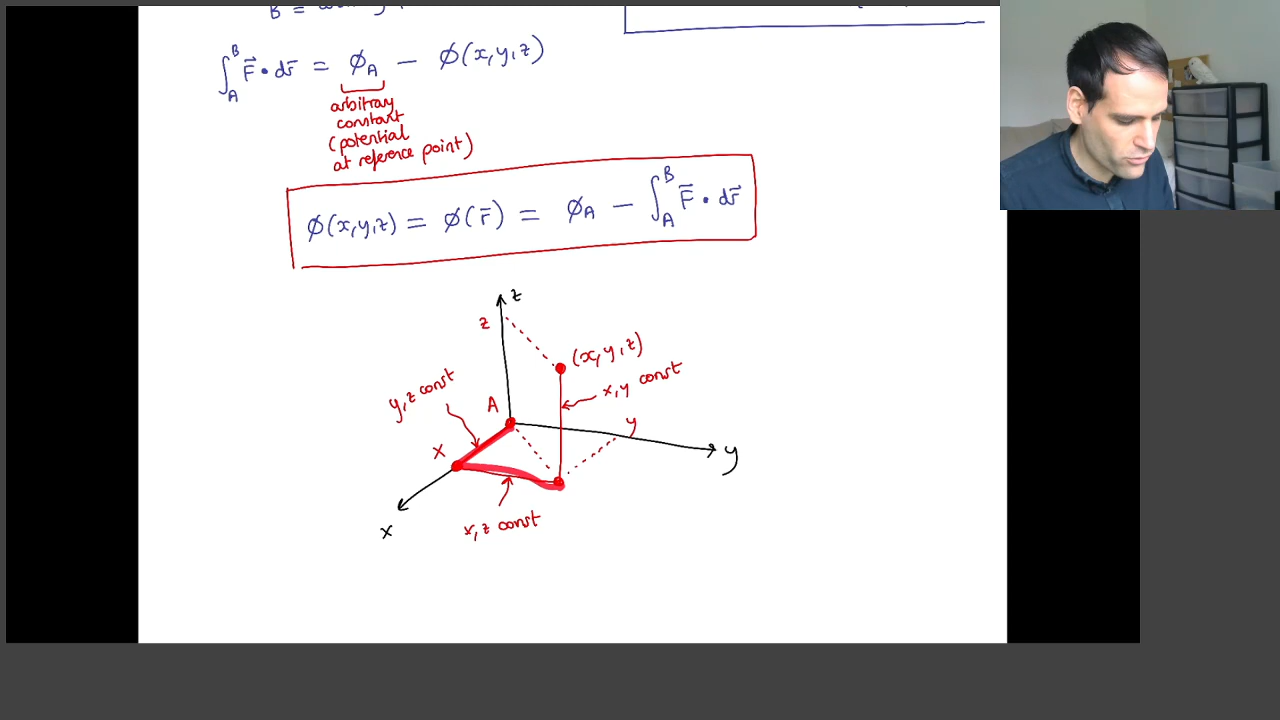 ∫_A^B F⃗ • dr̄ = ϕ_A − ϕ(x,y,z)
arbitrary
constant
(potential
at reference point)
ϕ(x,y,z) = ϕ(r̄) = ϕ_A − ∫_A^B F⃗ • dr⃗
z
z
(x,y,z)
y,z const
x,y const
A
y
x
y
x,z const
x